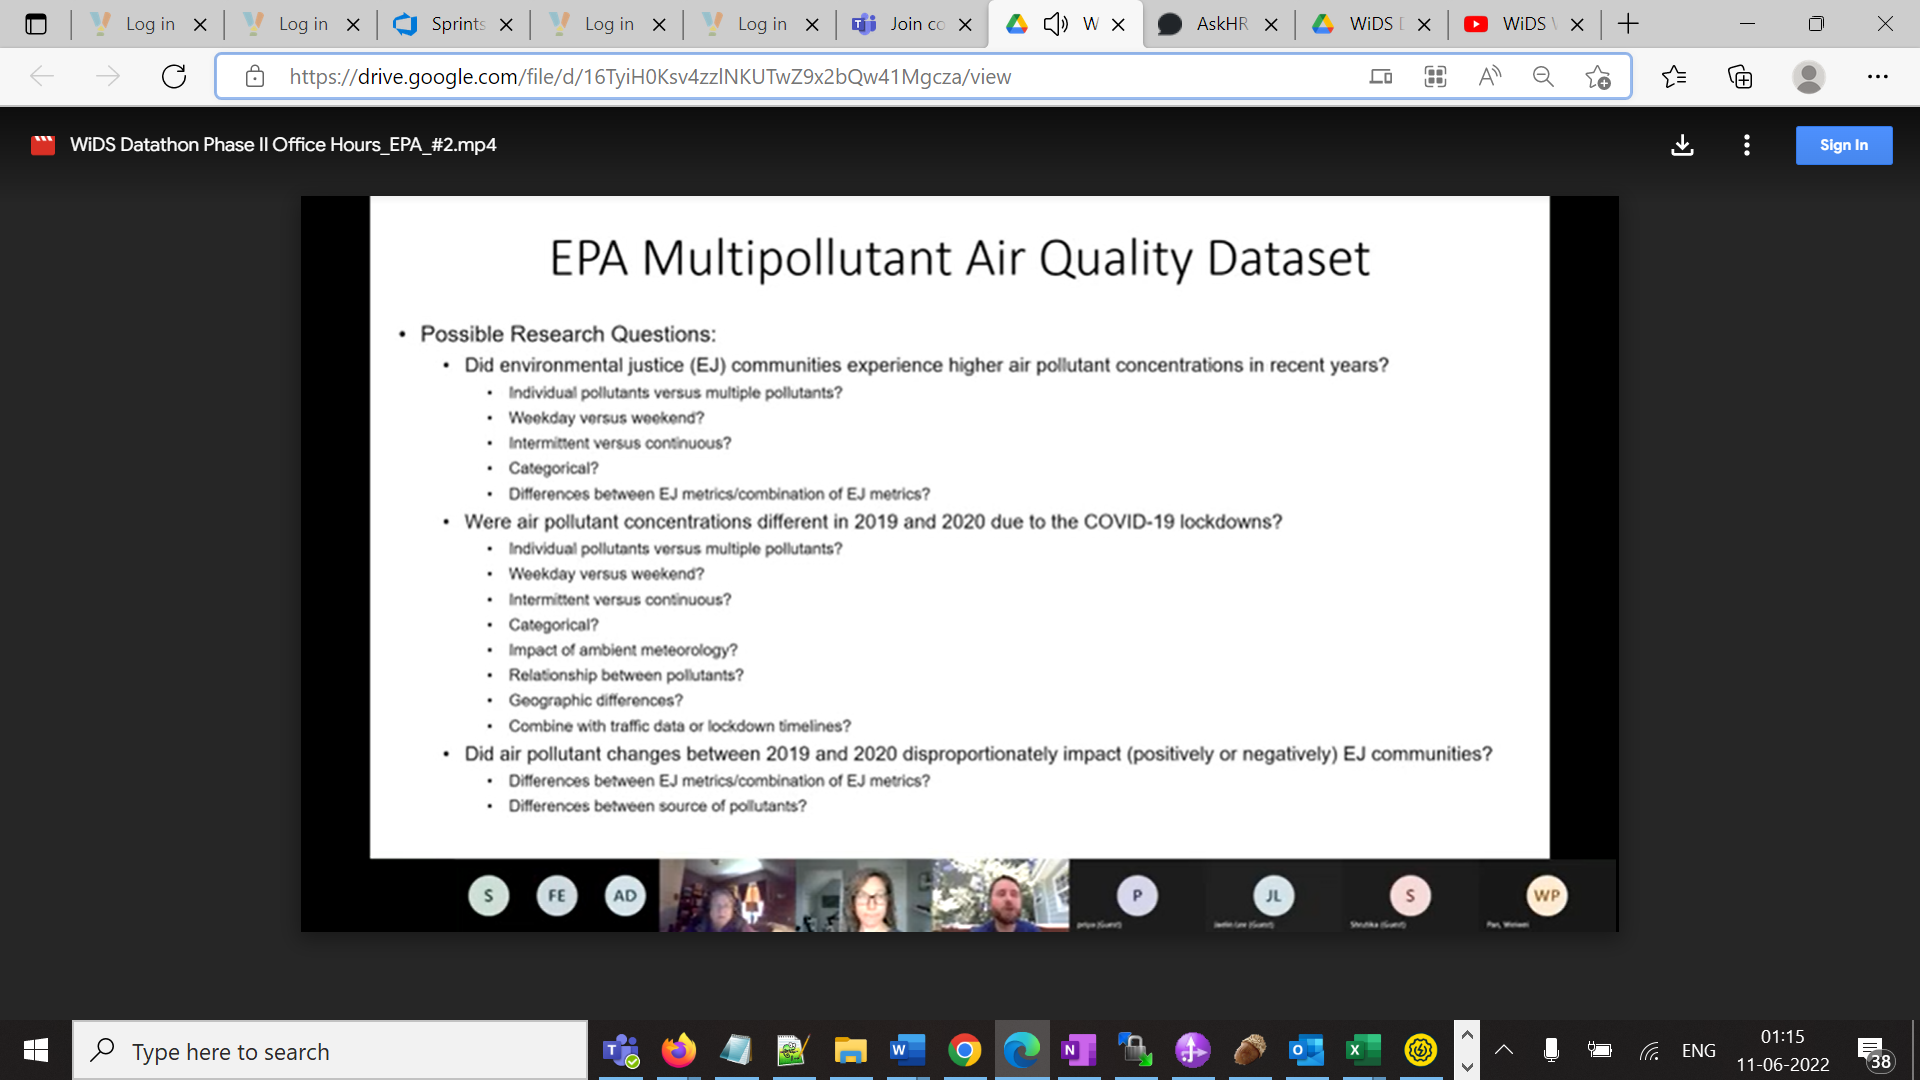 Log in
Log in
Sprints
Log in
Log in
Join co
W
AskHR
WiDS
WiDS
https://drive.google.com/file/d/16TyiH0Ksv4zzlNKUTwZ9x2bQw41Mgcza/view
WiDS Datathon Phase II Office Hours_EPA_#2.mp4
Sign In
EPA Multipollutant Air Quality Dataset
• Possible Research Questions:
• Did environmental justice (EJ) communities experience higher air pollutant concentrations in recent years?
• Individual pollutants versus multiple pollutants?
• Weekday versus weekend?
• Intermittent versus continuous?
• Categorical?
• Differences between EJ metrics/combination of EJ metrics?
• Were air pollutant concentrations different in 2019 and 2020 due to the COVID-19 lockdowns?
• Individual pollutants versus multiple pollutants?
• Weekday versus weekend?
• Intermittent versus continuous?
• Categorical?
• Impact of ambient meteorology?
• Relationship between pollutants?
• Geographic differences?
• Combine with traffic data or lockdown timelines?
• Did air pollutant changes between 2019 and 2020 disproportionately impact (positively or negatively) EJ communities?
• Differences between EJ metrics/combination of EJ metrics?
• Differences between source of pollutants?
S
FE
AD
P
JL
S
WP
priya (Guest)
Shrutika (Guest)
Pan, Weiwei
Type here to search
ENG
01:15
11-06-2022
38